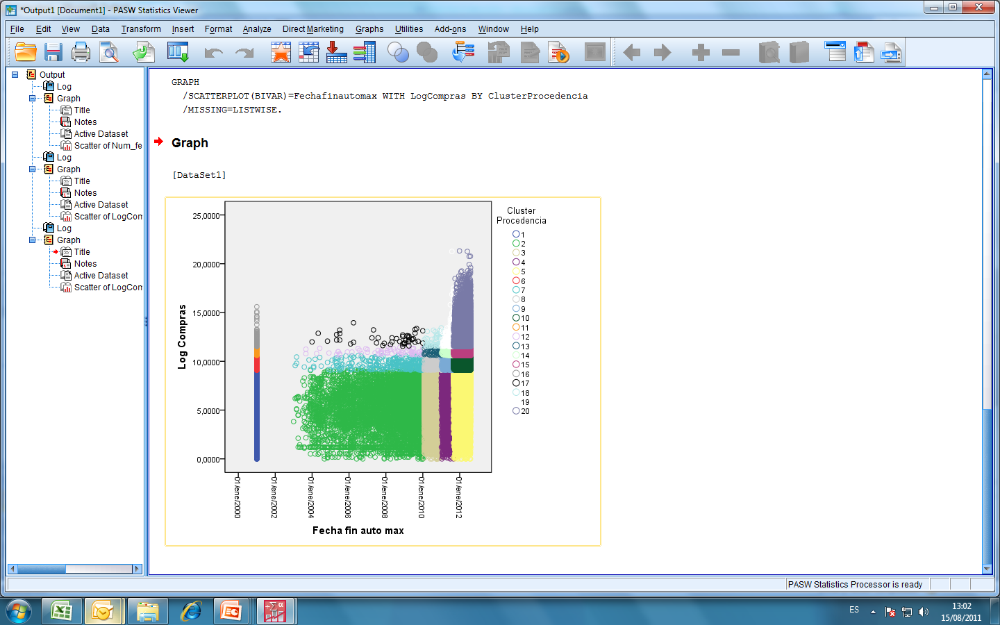 *Output1 [Document1] - PASW Statistics Viewer
File Edit View Data Transform Insert Format Analyze Direct Marketing Graphs Utilities Add-ons Window Help
Output
Log
Graph
Title
Notes
Active Dataset
Scatter of Num_fe
Log
Graph
Title
Notes
Active Dataset
Scatter of LogCom
Log
Graph
Title
Notes
Active Dataset
Scatter of LogCom
GRAPH
/SCATTERPLOT(BIVAR)=Fechafinautomax WITH LogCompras BY ClusterProcedencia
/MISSING=LISTWISE.
Graph
[DataSet1]
25,0000
20,0000
15,0000
10,0000
5,0000
0,0000
Log Compras
01/ene/2000
01/ene/2002
01/ene/2004
01/ene/2006
01/ene/2008
01/ene/2010
01/ene/2012
Fecha fin auto max
Cluster
Procedencia
1
2
3
4
5
6
7
8
9
10
11
12
13
14
15
16
17
18
19
20
PASW Statistics Processor is ready
ES
13:02
15/08/2011